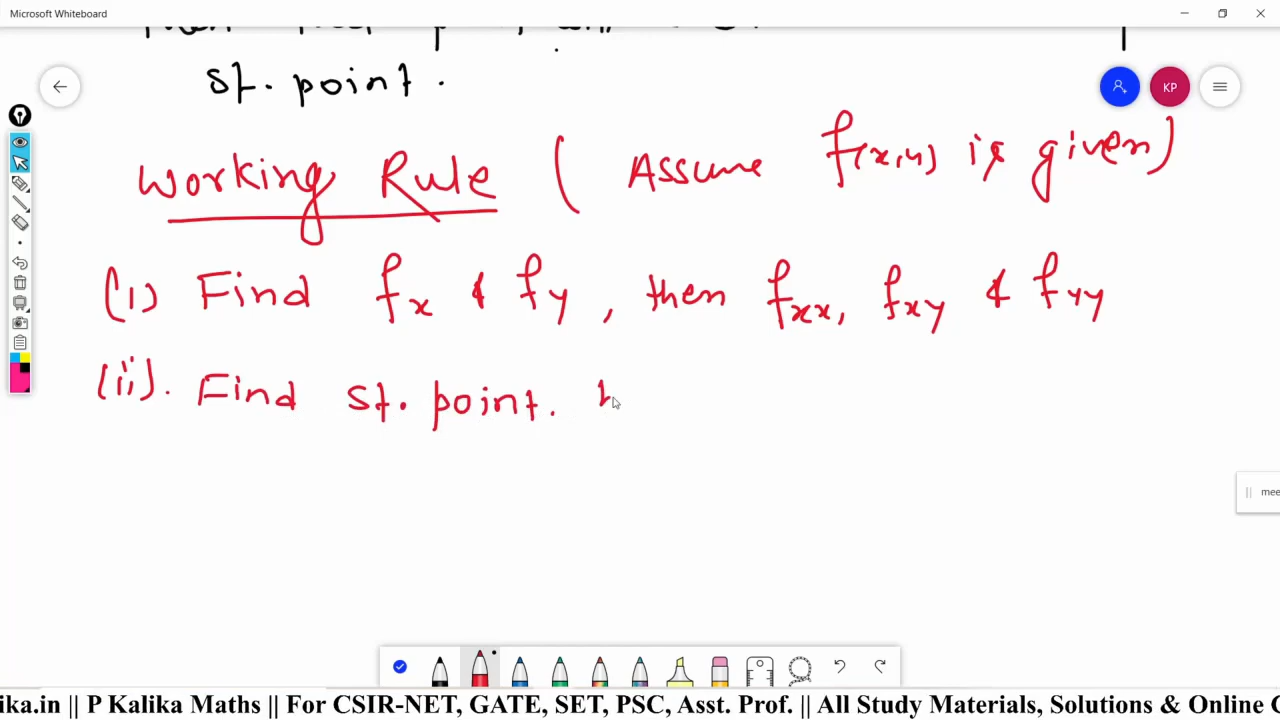 Microsoft Whiteboard
st. point.
KP
Working Rule ( Assume f(x,y) is given)
(i) Find fx & fy, then fxx, fxy & fyy
(ii). Find st. point.
mee
ika.in || P Kalika Maths || For CSIR-NET, GATE, SET, PSC, Asst. Prof. || All Study Materials, Solutions & Online C